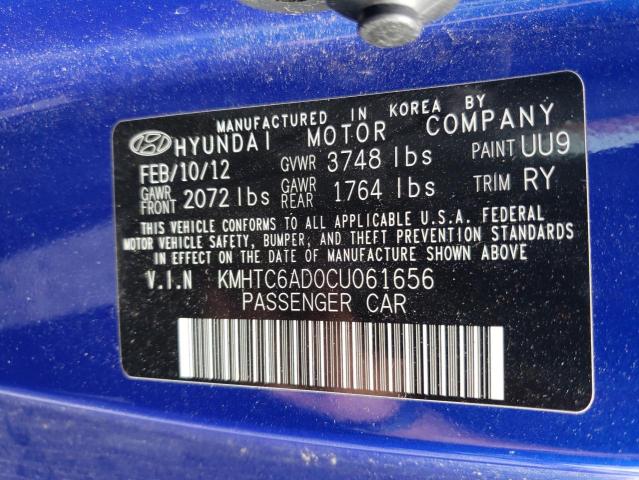 MANUFACTURED IN KOREA BY
HYUNDAI MOTOR COMPANY
FEB/10/12 GVWR 3748 lbs PAINT UU9
GAWR FRONT 2072 lbs GAWR REAR 1764 lbs TRIM RY
THIS VEHICLE CONFORMS TO ALL APPLICABLE U.S.A. FEDERAL
MOTOR VEHICLE SAFETY, BUMPER, AND THEFT PREVENTION STANDARDS
IN EFFECT ON THE DATE OF MANUFACTURE SHOWN ABOVE.
V.I.N KMHTC6AD0CU061656
PASSENGER CAR